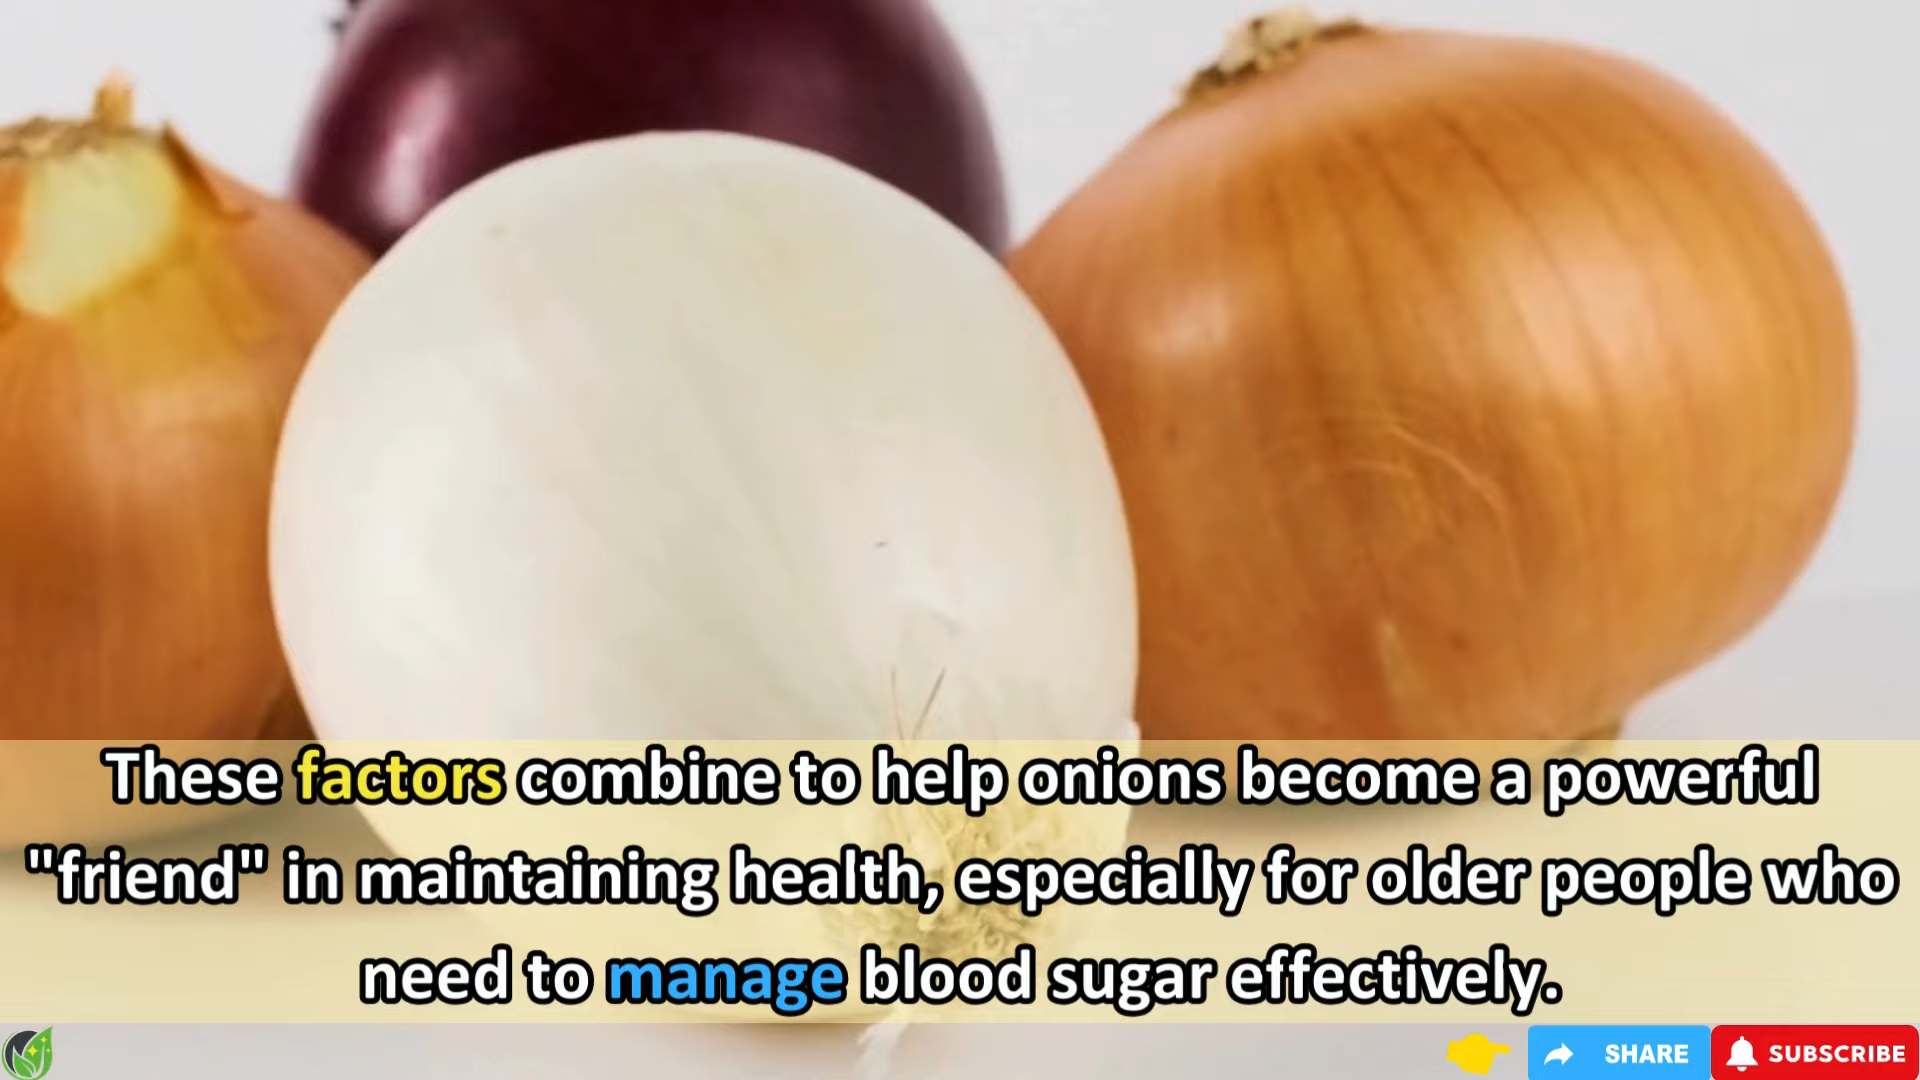 These factors combine to help onions become a powerful
"friend" in maintaining health, especially for older people who
need to manage blood sugar effectively.
SHARE
SUBSCRIBE